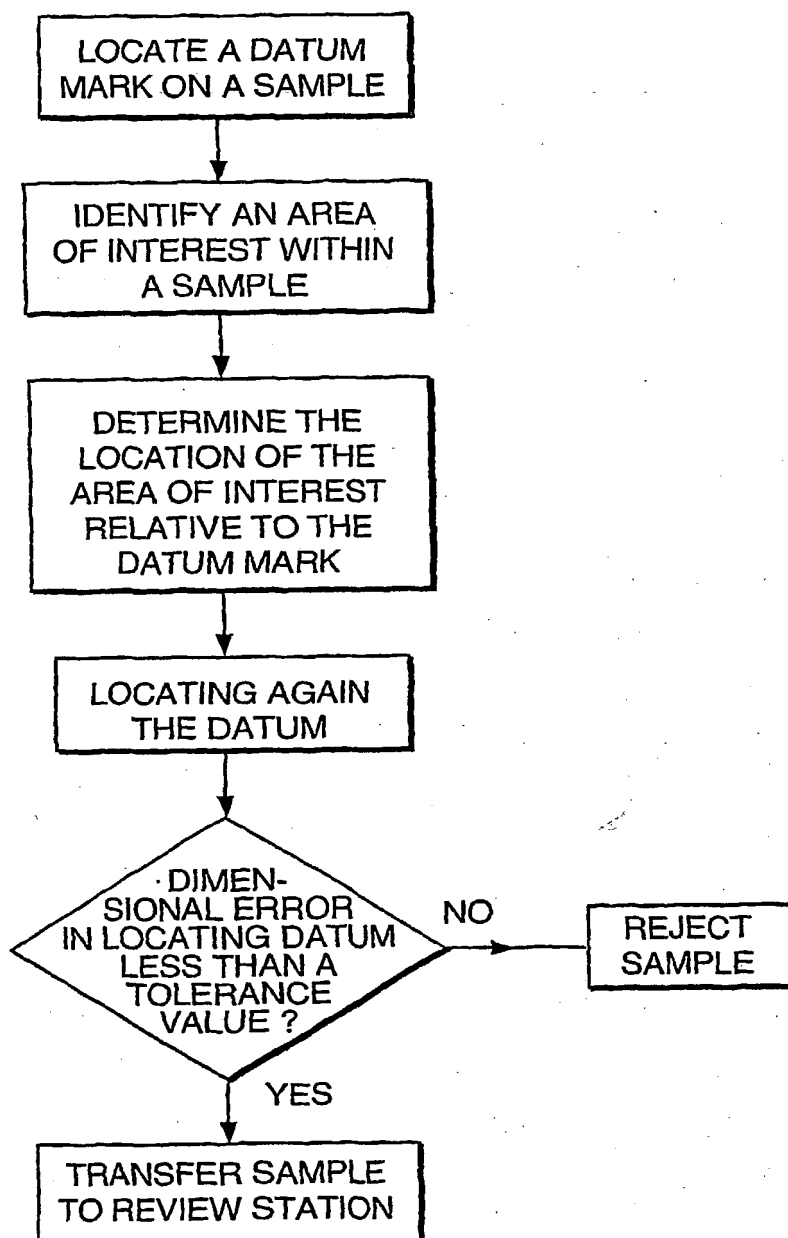 LOCATE A DATUM
MARK ON A SAMPLE
IDENTIFY AN AREA
OF INTEREST WITHIN
A SAMPLE
DETERMINE THE
LOCATION OF THE
AREA OF INTEREST
RELATIVE TO THE
DATUM MARK
LOCATING AGAIN
THE DATUM
DIMEN-
SIONAL ERROR
IN LOCATING DATUM
LESS THAN A
TOLERANCE
VALUE ?
NO
REJECT
SAMPLE
YES
TRANSFER SAMPLE
TO REVIEW STATION